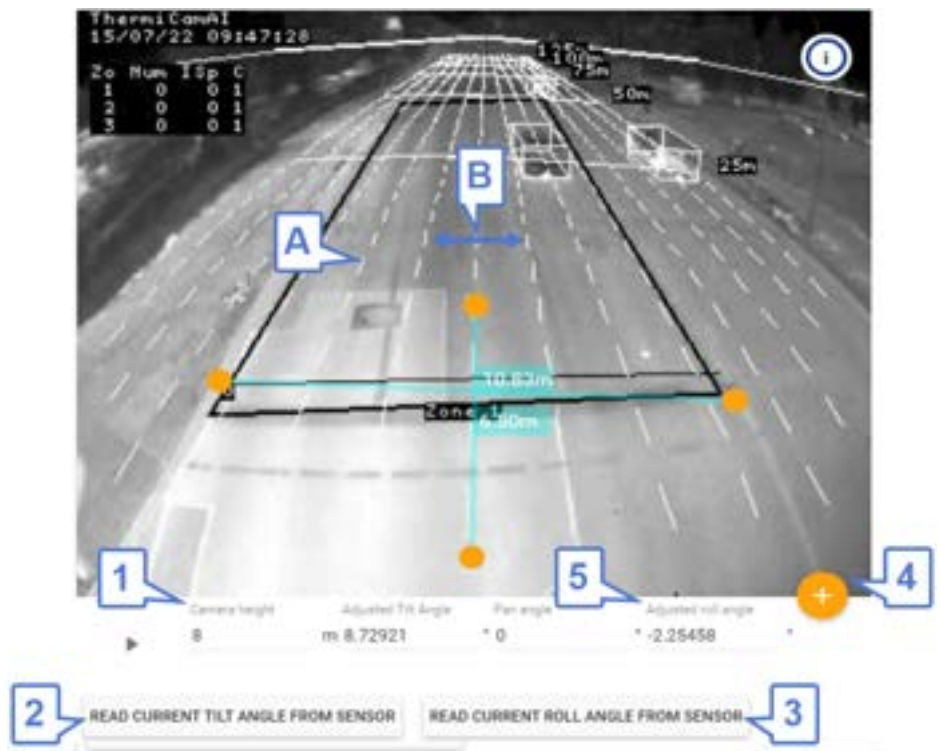 ThermiCamAI
15/07/22 09:47:28
Zo Num ISp C
1 0 0 1
2 0 0 1
3 0 0 1
i
100m
75m
50m
25m
B
A
10.83m
Zone 1
6.50m
1
5
4
Camera height
Adjusted Tilt Angle
Pan angle
Adjusted roll angle
+
8 m 8.72921 ° 0 ° -2.25458 °
2
READ CURRENT TILT ANGLE FROM SENSOR
READ CURRENT ROLL ANGLE FROM SENSOR
3